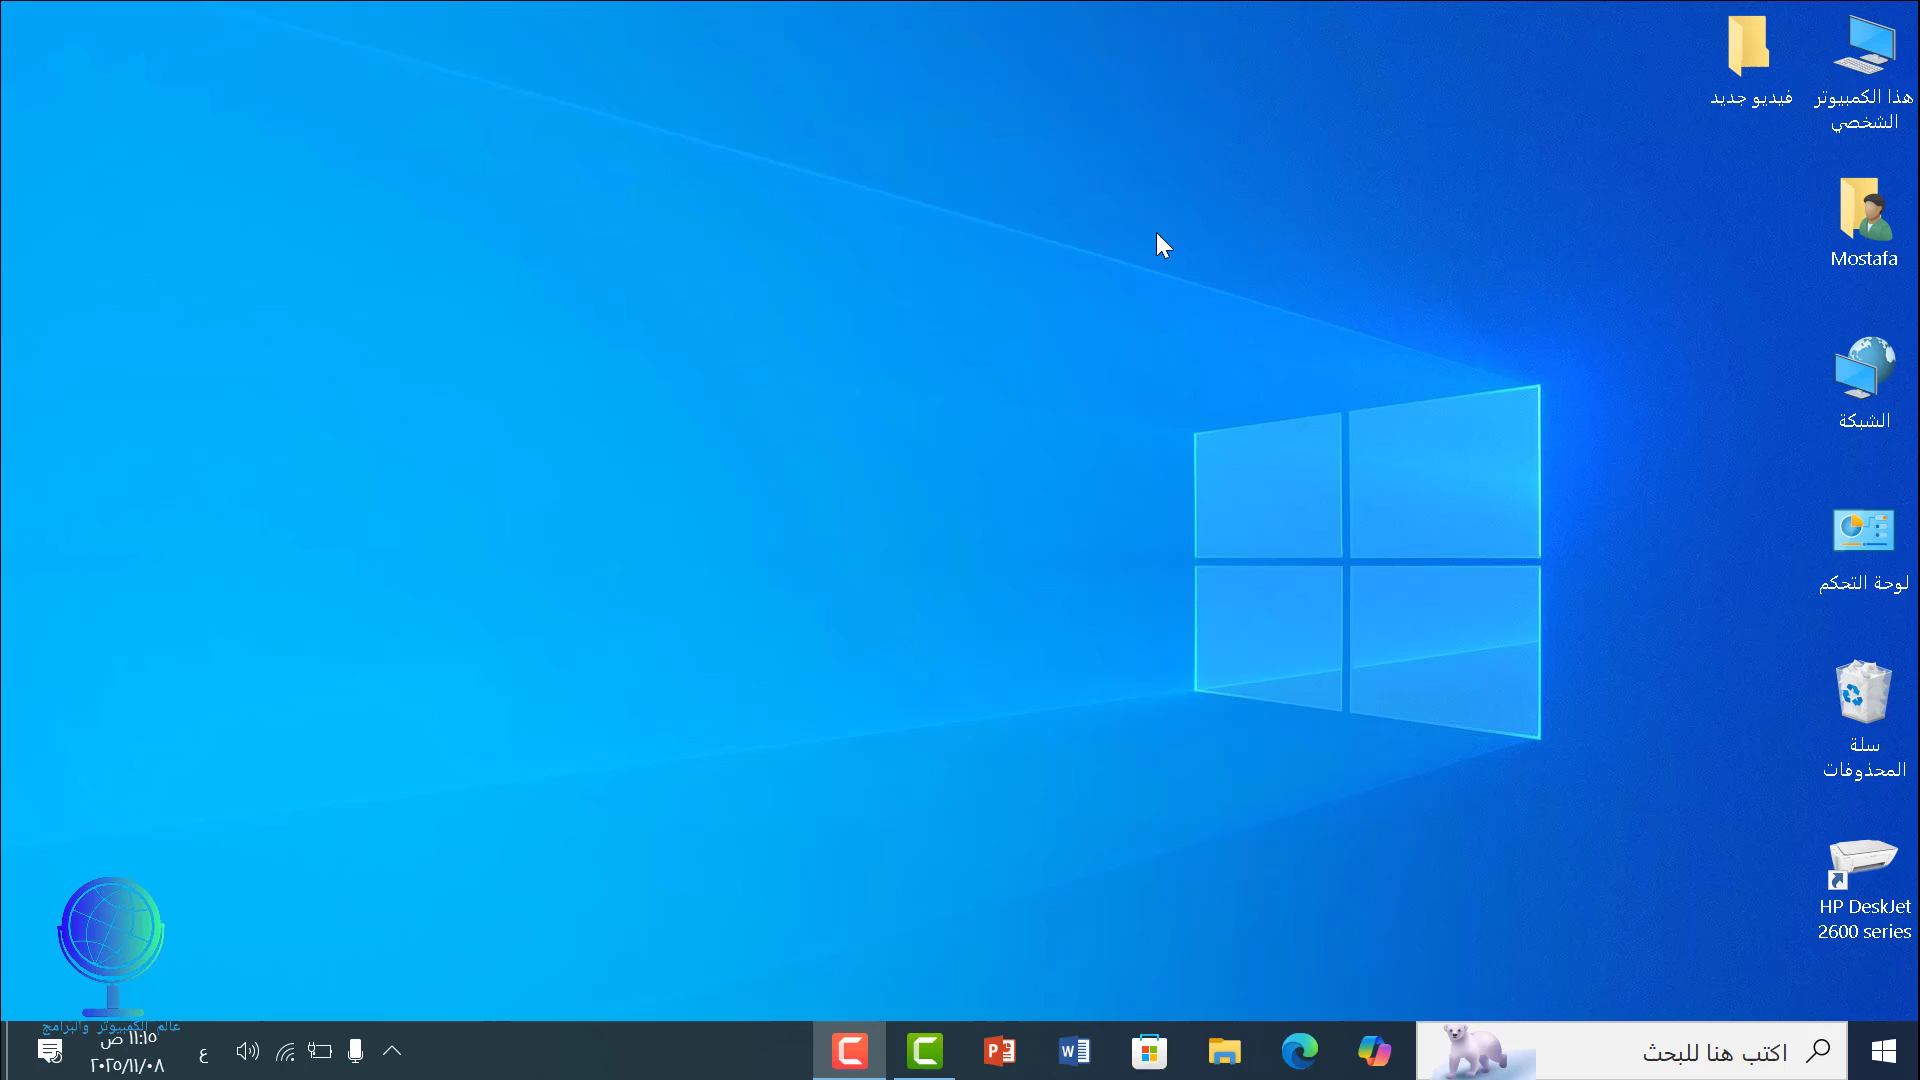 هذا الكمبيوتر
الشخصي
فيديو جديد
Mostafa
الشبكة
لوحة التحكم
سلة
المحذوفات
HP DeskJet
2600 series
عالم الكمبيوتر والبرامج
اكتب هنا للبحث
ع
١١:١٥ ص
٢٠٢٥/١١/٠٨